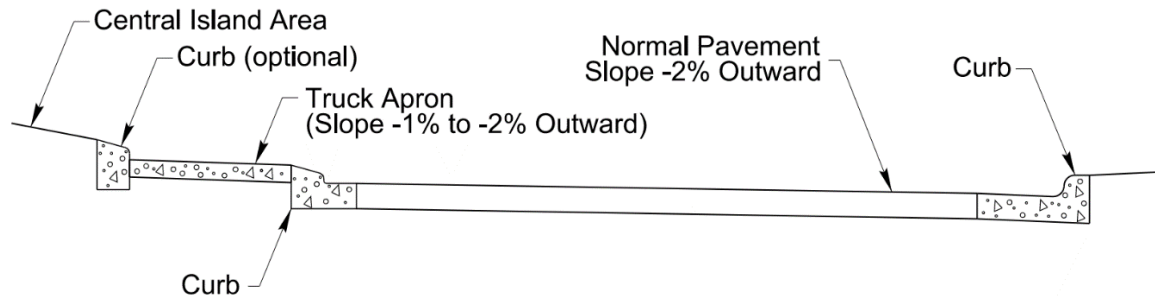 Central Island Area
Curb (optional)
Truck Apron
(Slope -1% to -2% Outward)
Normal Pavement
Slope -2% Outward
Curb
Curb